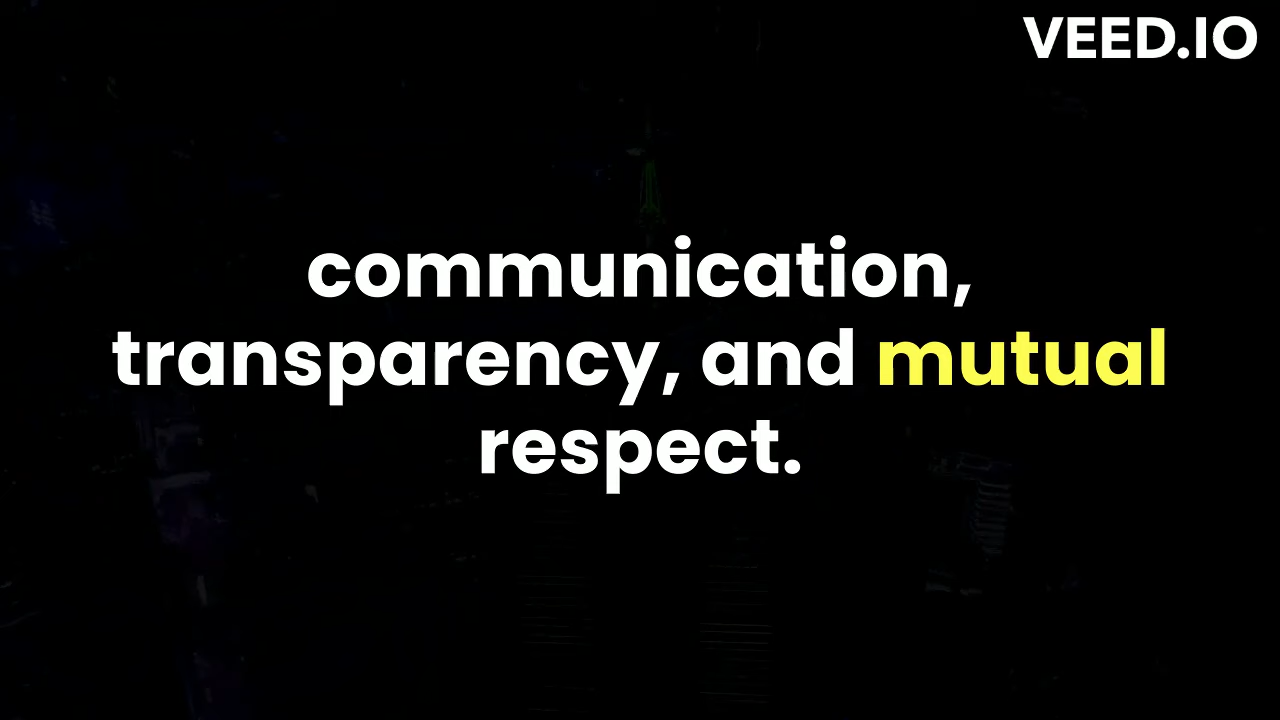 VEED.IO
communication,
transparency, and mutual
respect.